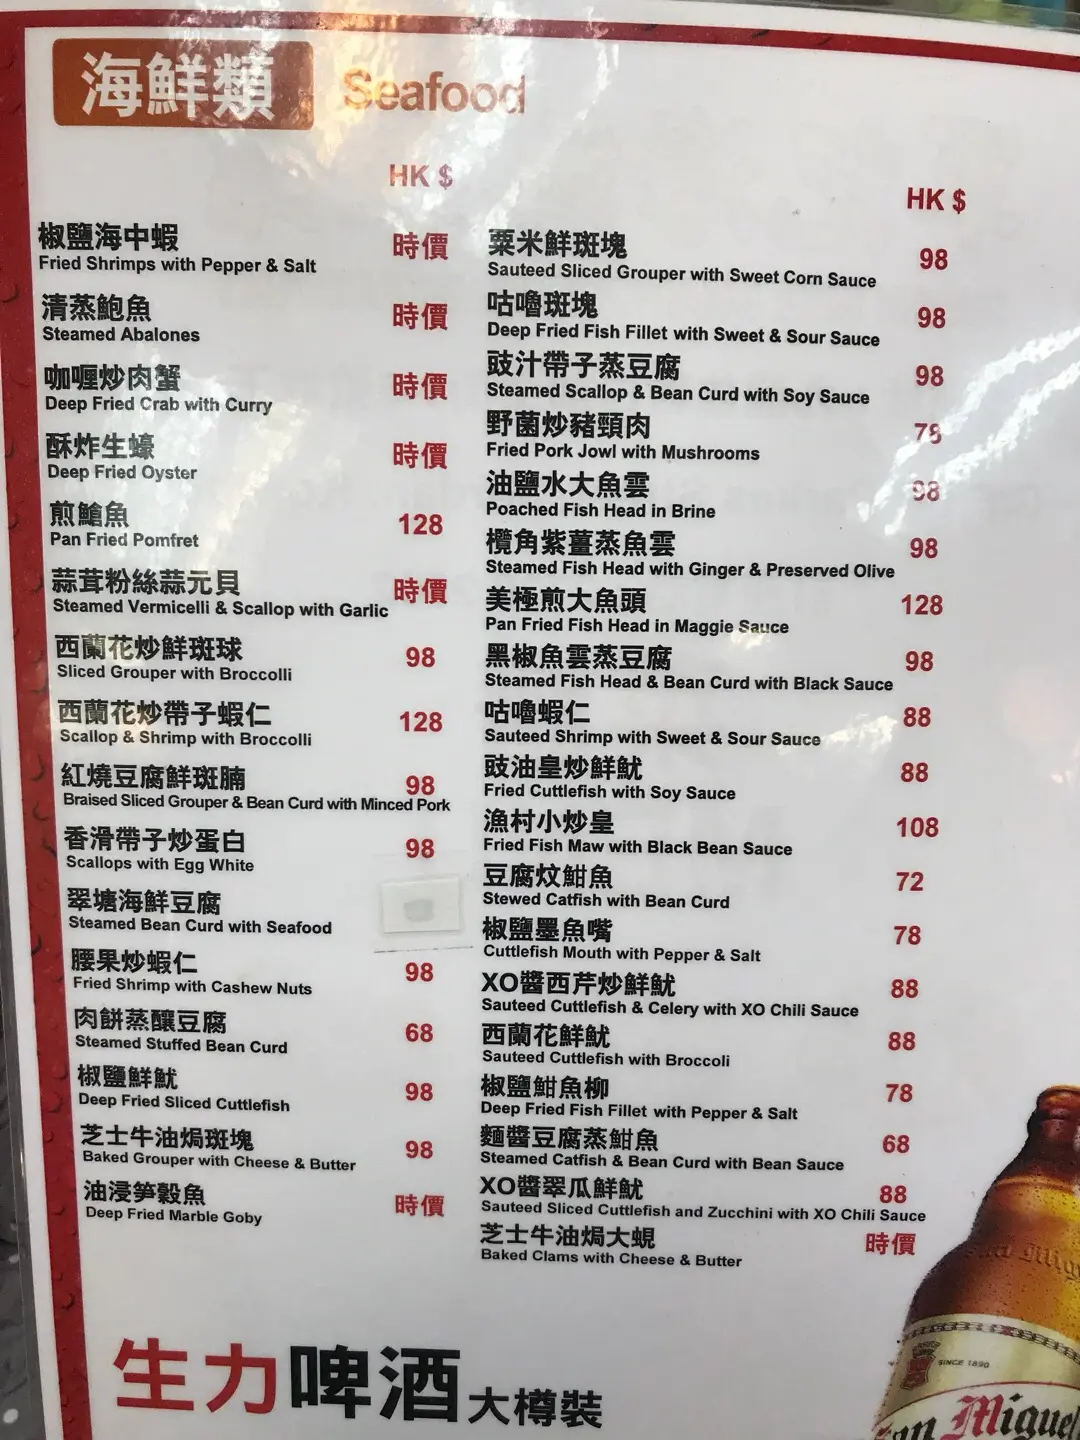 海鮮類 Seafood
HK $
椒鹽海中蝦 時價
Fried Shrimps with Pepper & Salt
清蒸鮑魚 時價
Steamed Abalones
咖喱炒肉蟹 時價
Deep Fried Crab with Curry
酥炸生蠔 時價
Deep Fried Oyster
煎鯧魚 128
Pan Fried Pomfret
蒜茸粉絲蒜元貝 時價
Steamed Vermicelli & Scallop with Garlic
西蘭花炒鮮斑球 98
Sliced Grouper with Broccolli
西蘭花炒帶子蝦仁 128
Scallop & Shrimp with Broccolli
紅燒豆腐鮮斑腩 98
Braised Sliced Grouper & Bean Curd with Minced Pork
香滑帶子炒蛋白 98
Scallops with Egg White
翠塘海鮮豆腐
Steamed Bean Curd with Seafood
腰果炒蝦仁 98
Fried Shrimp with Cashew Nuts
肉餅蒸釀豆腐 68
Steamed Stuffed Bean Curd
椒鹽鮮魷 98
Deep Fried Sliced Cuttlefish
芝士牛油焗斑塊 98
Baked Grouper with Cheese & Butter
油浸笋殼魚 時價
Deep Fried Marble Goby
HK $
粟米鮮斑塊 98
Sauteed Sliced Grouper with Sweet Corn Sauce
咕嚕斑塊 98
Deep Fried Fish Fillet with Sweet & Sour Sauce
豉汁帶子蒸豆腐 98
Steamed Scallop & Bean Curd with Soy Sauce
野菌炒豬頸肉 78
Fried Pork Jowl with Mushrooms
油鹽水大魚雲 98
Poached Fish Head in Brine
欖角紫薑蒸魚雲 98
Steamed Fish Head with Ginger & Preserved Olive
美極煎大魚頭 128
Pan Fried Fish Head in Maggie Sauce
黑椒魚雲蒸豆腐 98
Steamed Fish Head & Bean Curd with Black Sauce
咕嚕蝦仁 88
Sauteed Shrimp with Sweet & Sour Sauce
豉油皇炒鮮魷 88
Fried Cuttlefish with Soy Sauce
漁村小炒皇 108
Fried Fish Maw with Black Bean Sauce
豆腐炆魽魚 72
Stewed Catfish with Bean Curd
椒鹽墨魚嘴 78
Cuttlefish Mouth with Pepper & Salt
XO醬西芹炒鮮魷 88
Sauteed Cuttlefish & Celery with XO Chili Sauce
西蘭花鮮魷 88
Sauteed Cuttlefish with Broccoli
椒鹽魽魚柳 78
Deep Fried Fish Fillet with Pepper & Salt
麵醬豆腐蒸魽魚 68
Steamed Catfish & Bean Curd with Bean Sauce
XO醬翠瓜鮮魷 88
Sauteed Sliced Cuttlefish and Zucchini with XO Chili Sauce
芝士牛油焗大蜆 時價
Baked Clams with Cheese & Butter
生力啤酒大樽裝
San Migu
SINCE 1890
San Miguel